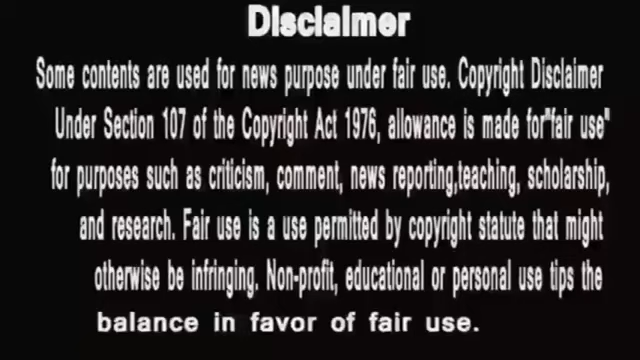 Disclaimer
Some contents are used for news purpose under fair use. Copyright Disclaimer
Under Section 107 of the Copyright Act 1976, allowance is made for"fair use"
for purposes such as criticism, comment, news reporting,teaching, scholarship,
and research. Fair use is a use permitted by copyright statute that might
otherwise be infringing. Non-profit, educational or personal use tips the
balance in favor of fair use.